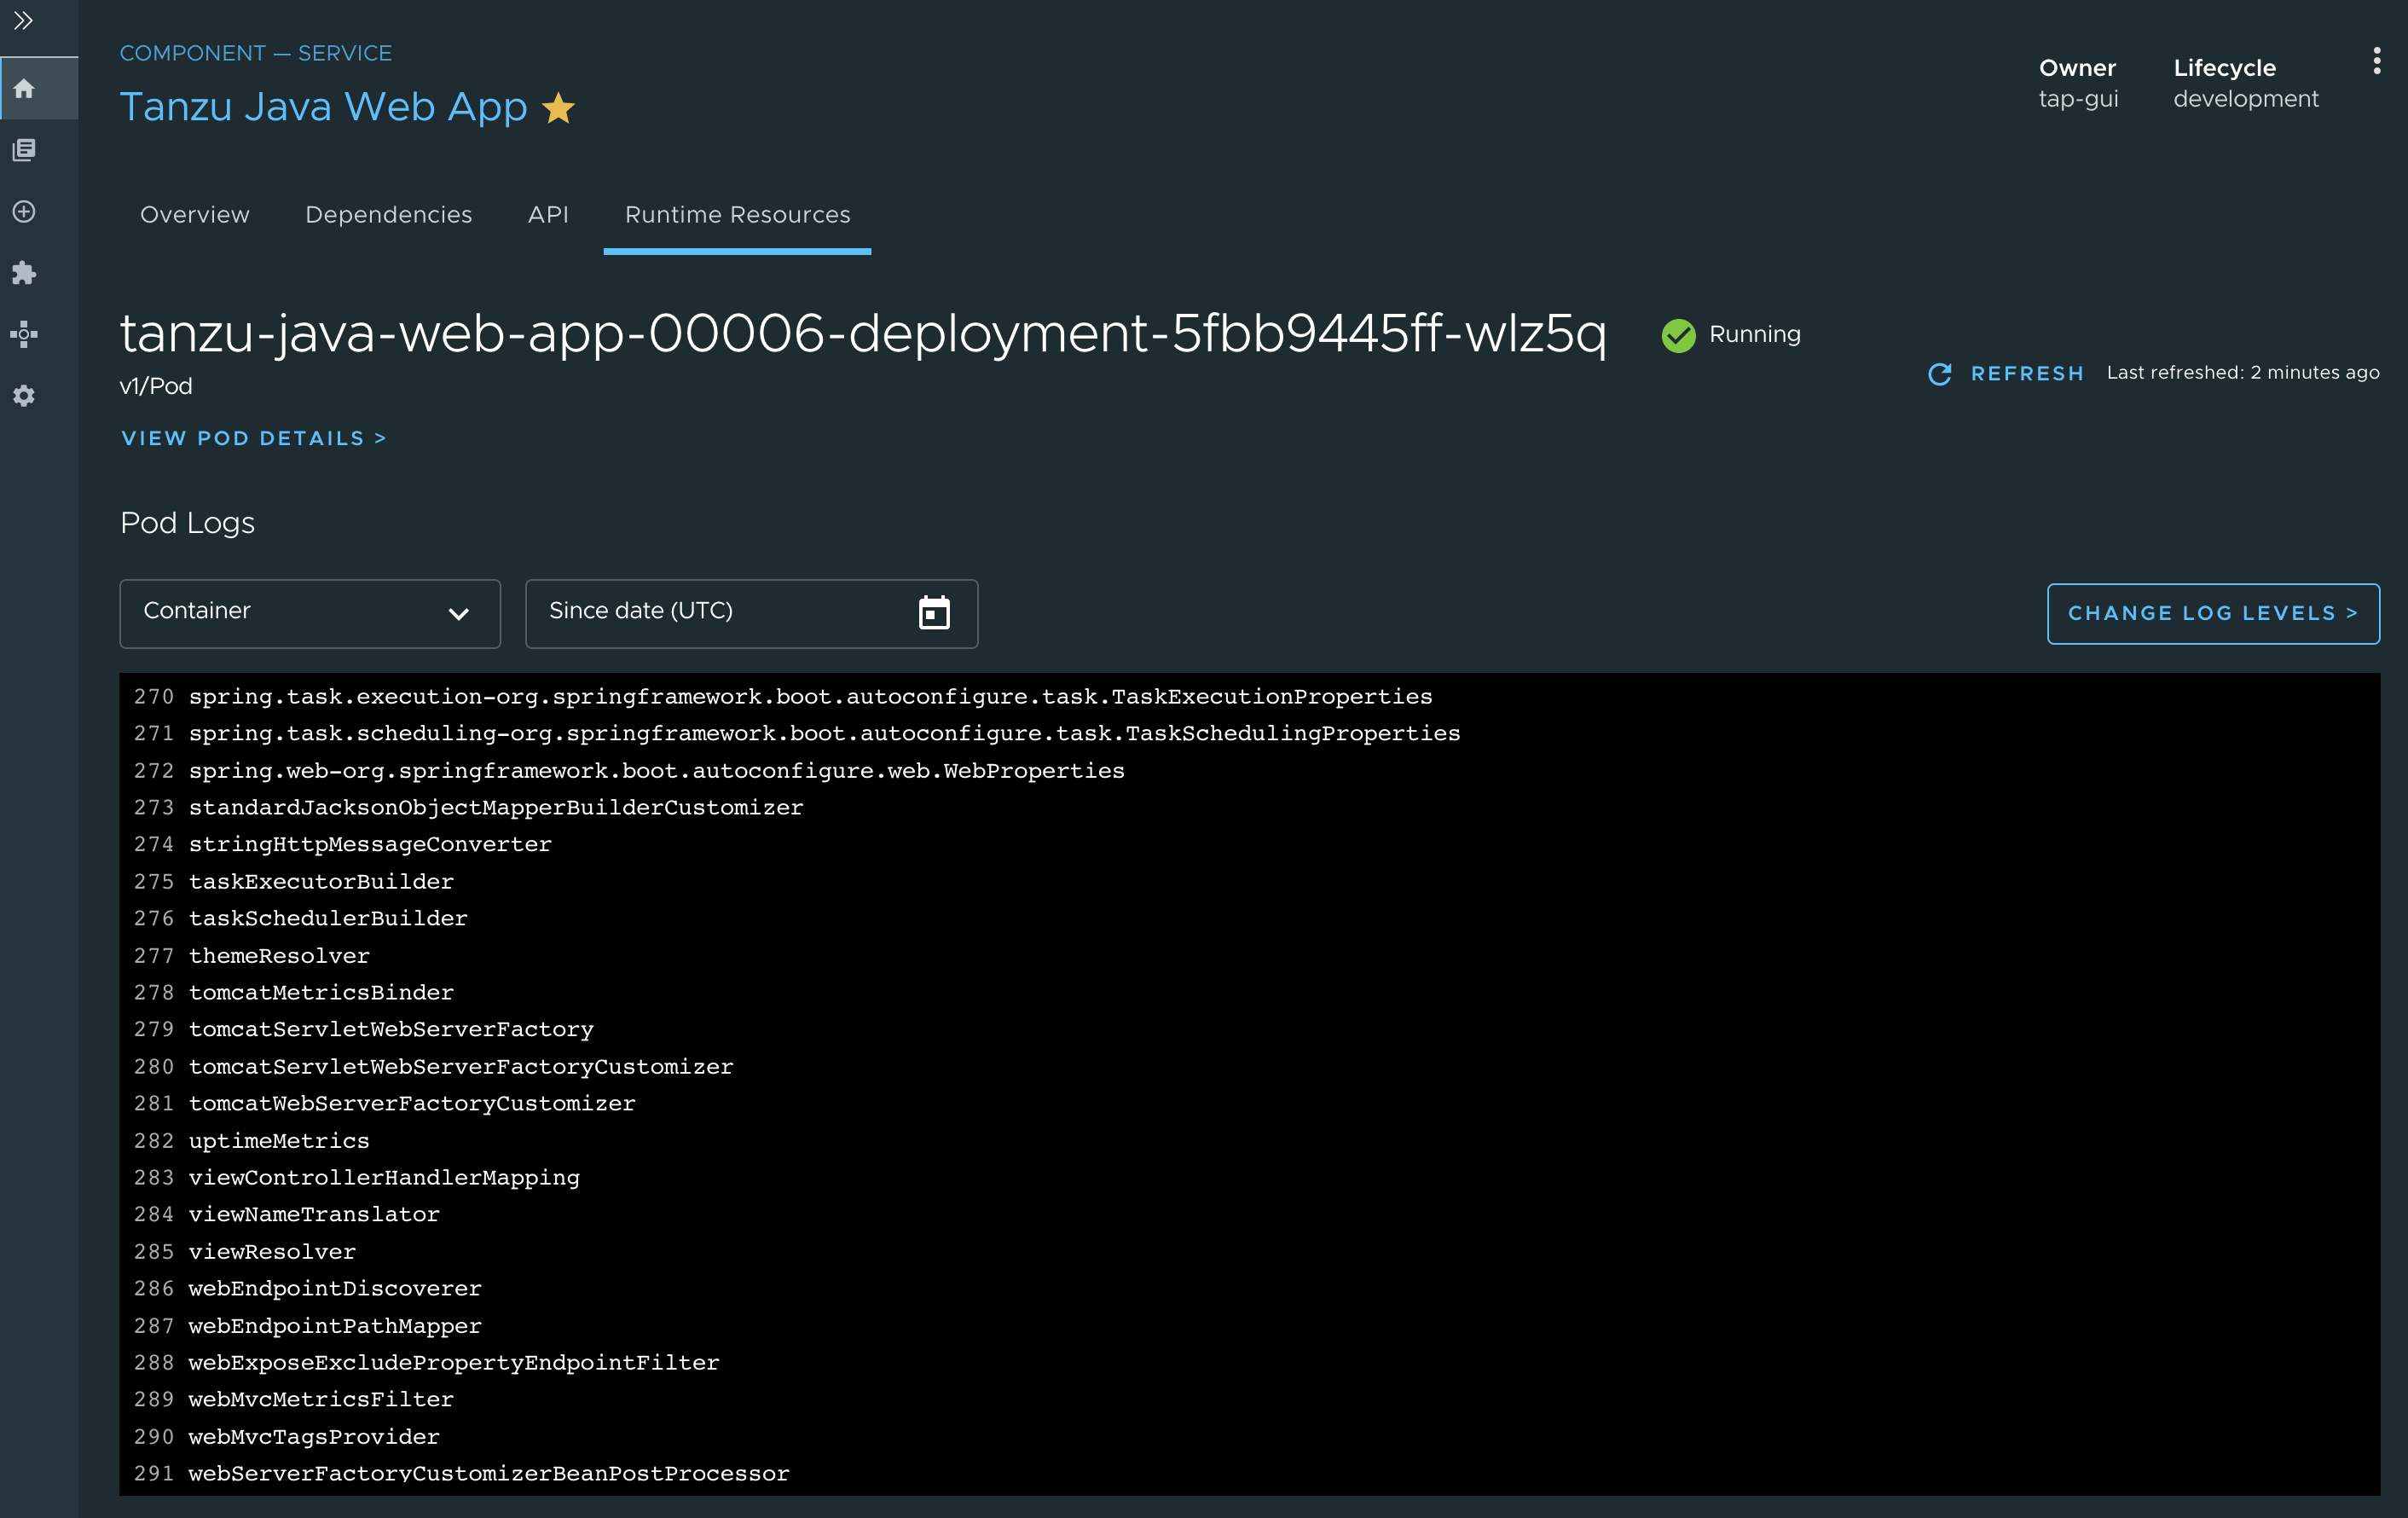 COMPONENT — SERVICE
Tanzu Java Web App
Owner
tap-gui
Lifecycle
development
Overview
Dependencies
API
Runtime Resources
tanzu-java-web-app-00006-deployment-5fbb9445ff-wlz5q
Running
v1/Pod
REFRESH
Last refreshed: 2 minutes ago
VIEW POD DETAILS >
Pod Logs
Container
Since date (UTC)
CHANGE LOG LEVELS >
270 spring.task.execution-org.springframework.boot.autoconfigure.task.TaskExecutionProperties
271 spring.task.scheduling-org.springframework.boot.autoconfigure.task.TaskSchedulingProperties
272 spring.web-org.springframework.boot.autoconfigure.web.WebProperties
273 standardJacksonObjectMapperBuilderCustomizer
274 stringHttpMessageConverter
275 taskExecutorBuilder
276 taskSchedulerBuilder
277 themeResolver
278 tomcatMetricsBinder
279 tomcatServletWebServerFactory
280 tomcatServletWebServerFactoryCustomizer
281 tomcatWebServerFactoryCustomizer
282 uptimeMetrics
283 viewControllerHandlerMapping
284 viewNameTranslator
285 viewResolver
286 webEndpointDiscoverer
287 webEndpointPathMapper
288 webExposeExcludePropertyEndpointFilter
289 webMvcMetricsFilter
290 webMvcTagsProvider
291 webServerFactoryCustomizerBeanPostProcessor